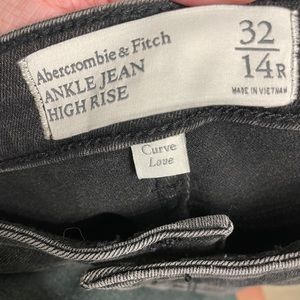 Abercrombie & Fitch
ANKLE JEAN
HIGH RISE
32
14R
MADE IN VIETNAM
Curve
Love